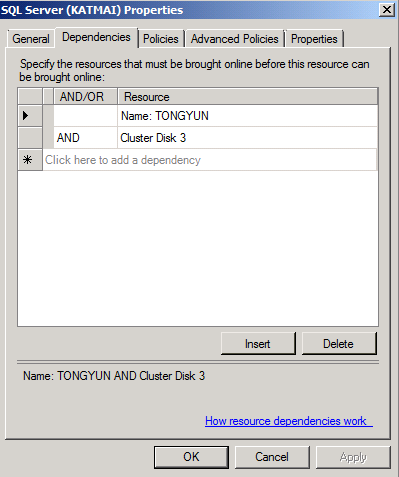 SQL Server (KATMAI) Properties
General Dependencies Policies Advanced Policies Properties
Specify the resources that must be brought online before this resource can
be brought online:
AND/OR Resource
Name: TONGYUN
AND Cluster Disk 3
Click here to add a dependency
Insert Delete
Name: TONGYUN AND Cluster Disk 3
How resource dependencies work
OK Cancel Apply